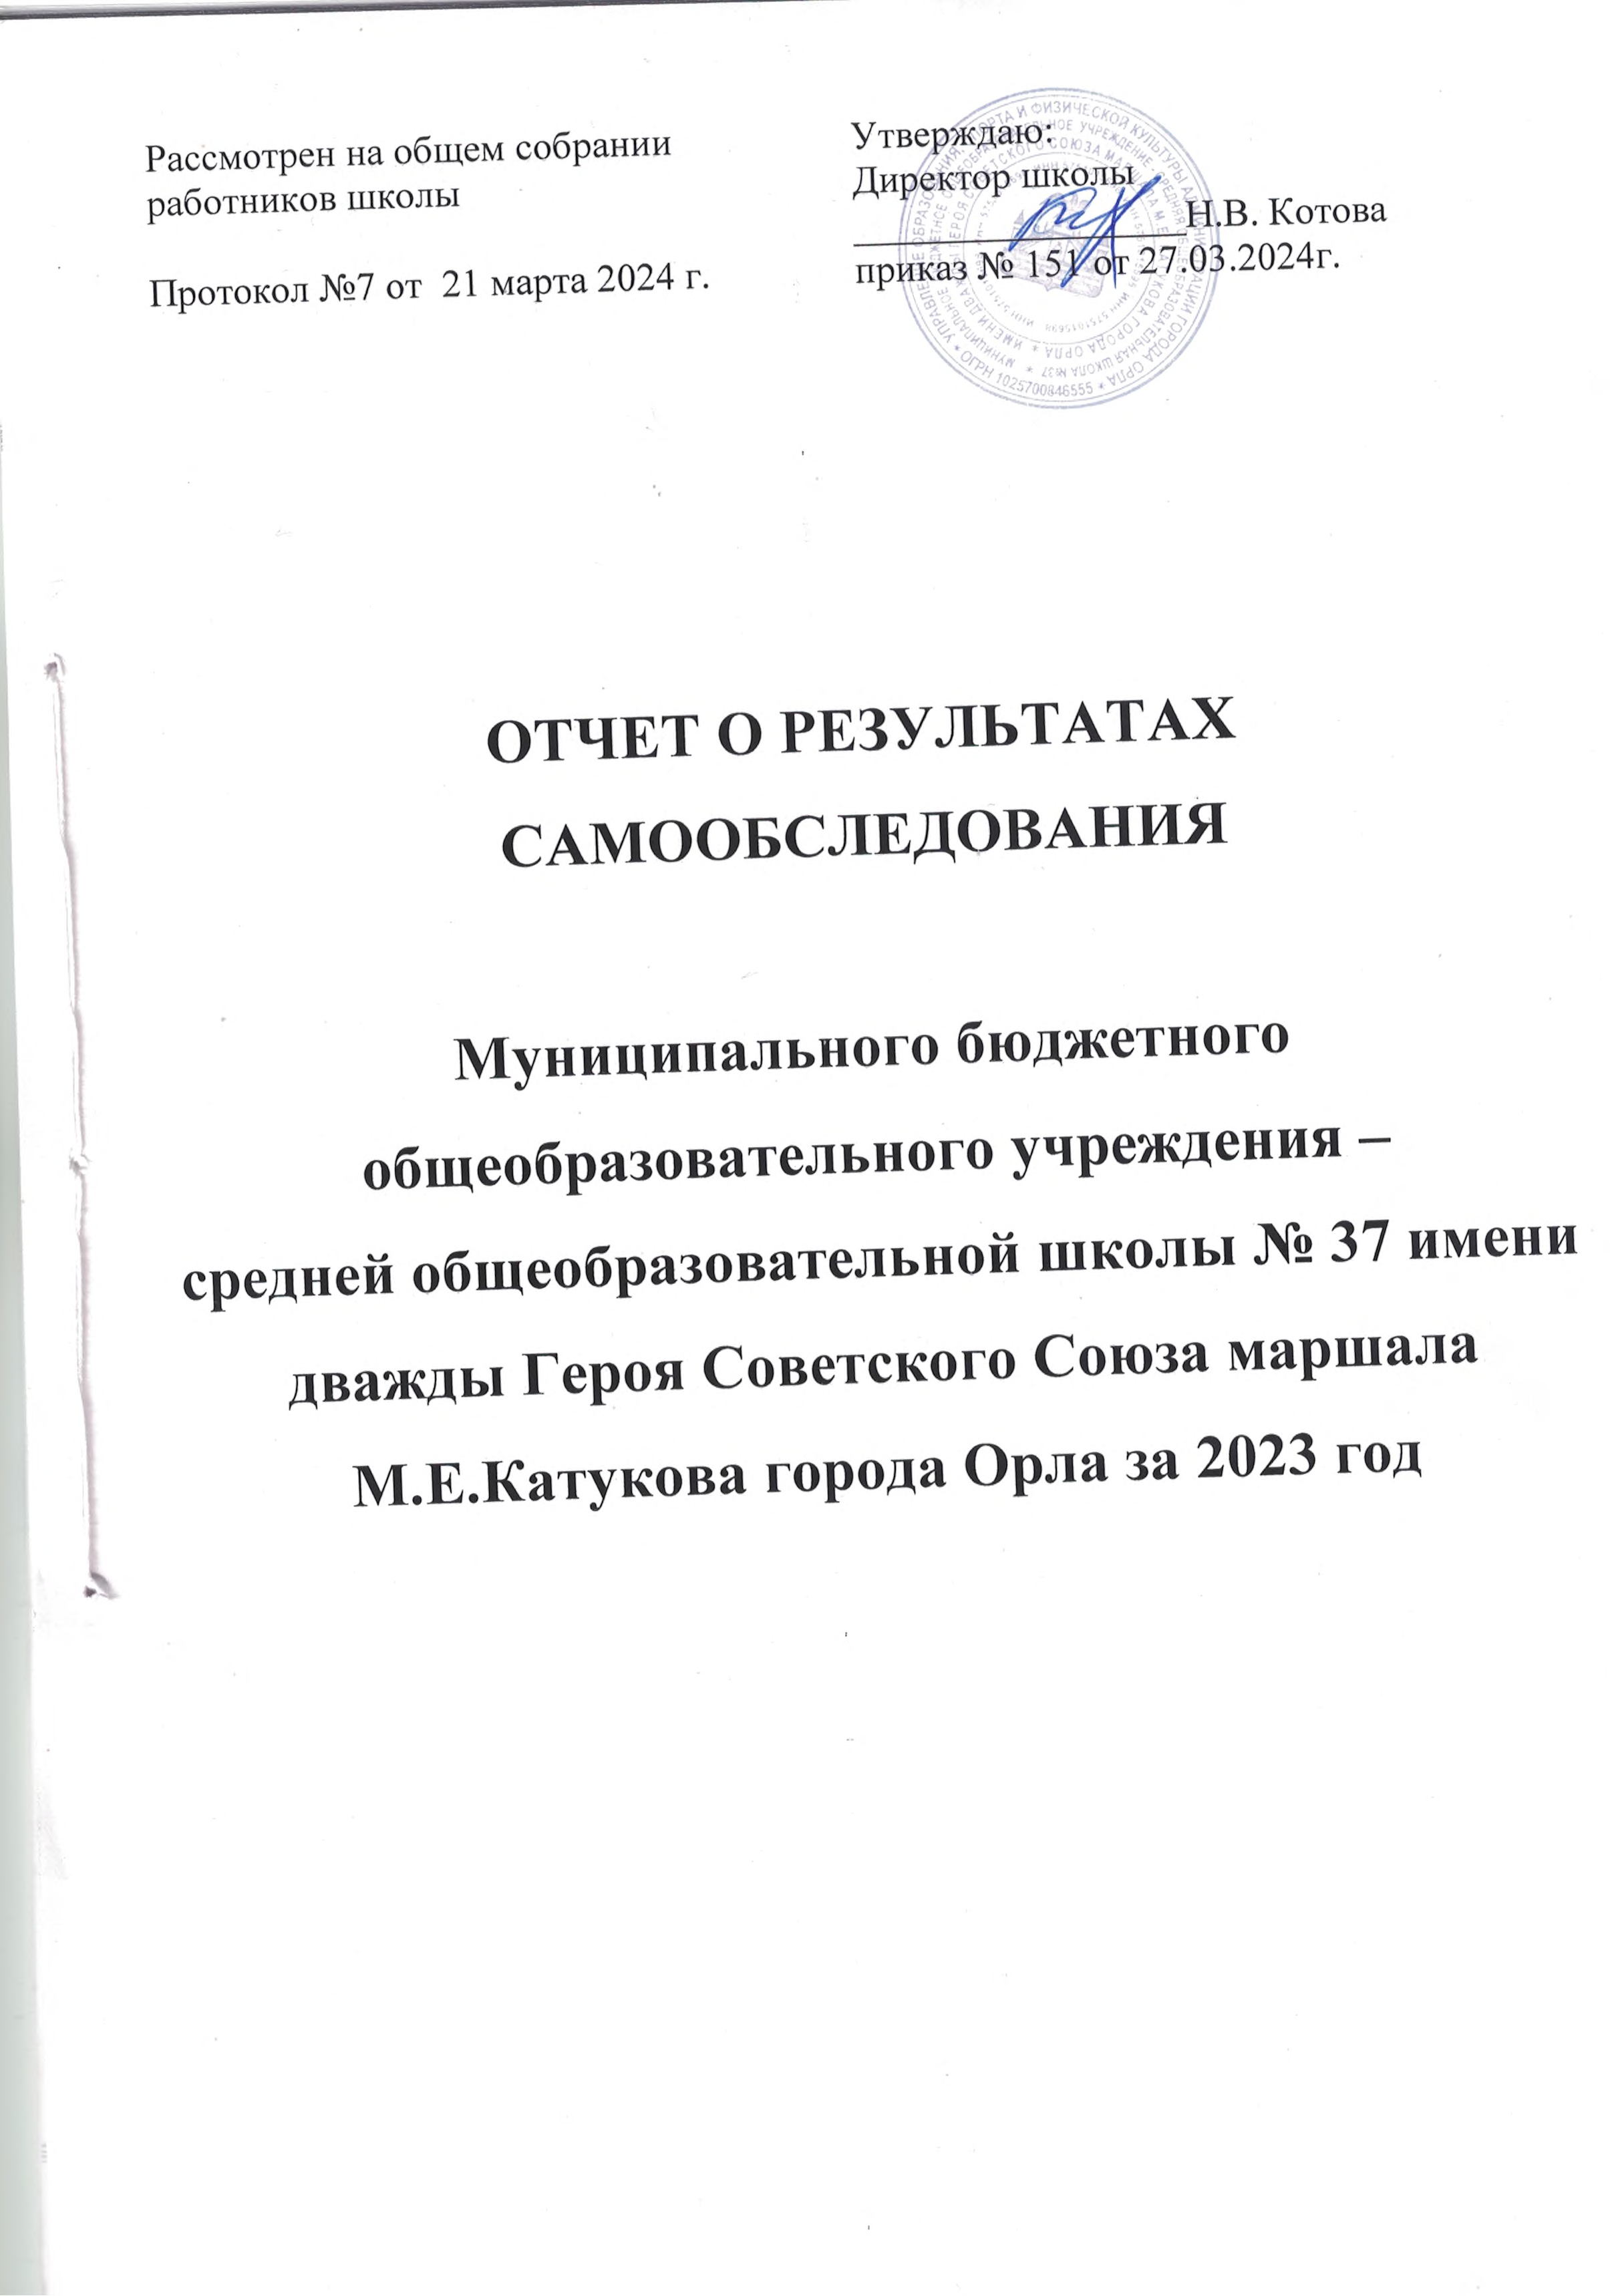 Рассмотрен на общем собрании
работников школы
Протокол №7 от 21 марта 2024 г.
Утверждаю:
Директор школы
Н.В. Котова
приказ № 151 от 27.03.2024г.
ОГРН 1025700846555
ОТЧЕТ О РЕЗУЛЬТАТАХ
САМООБСЛЕДОВАНИЯ
Муниципального бюджетного
общеобразовательного учреждения –
средней общеобразовательной школы № 37 имени
дважды Героя Советского Союза маршала
М.Е.Катукова города Орла за 2023 год